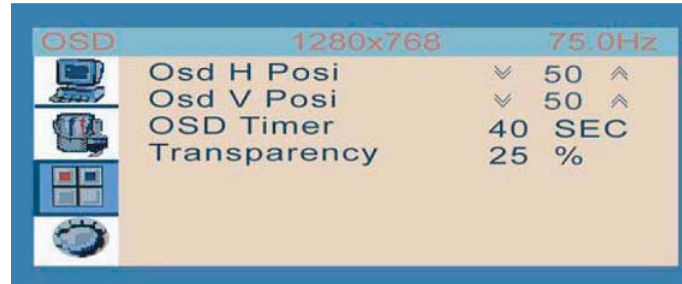 OSD 1280x768 75.0Hz
Osd H Posi 50
Osd V Posi 50
OSD Timer 40 SEC
Transparency 25 %